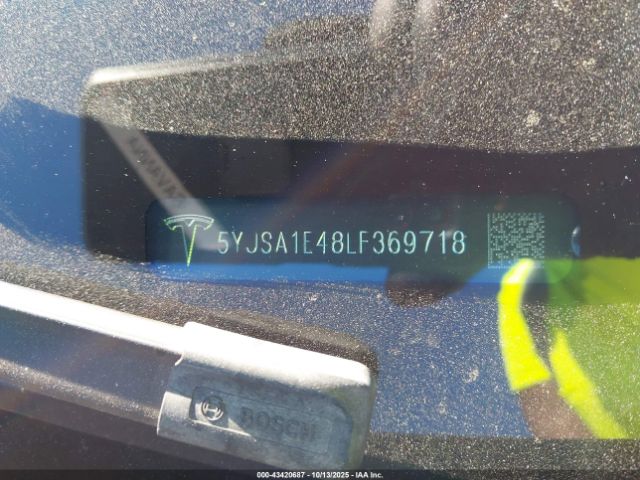 5YJSA1E48LF369718
BOSCH
000-43420687 - 10/13/2025 - IAA Inc.